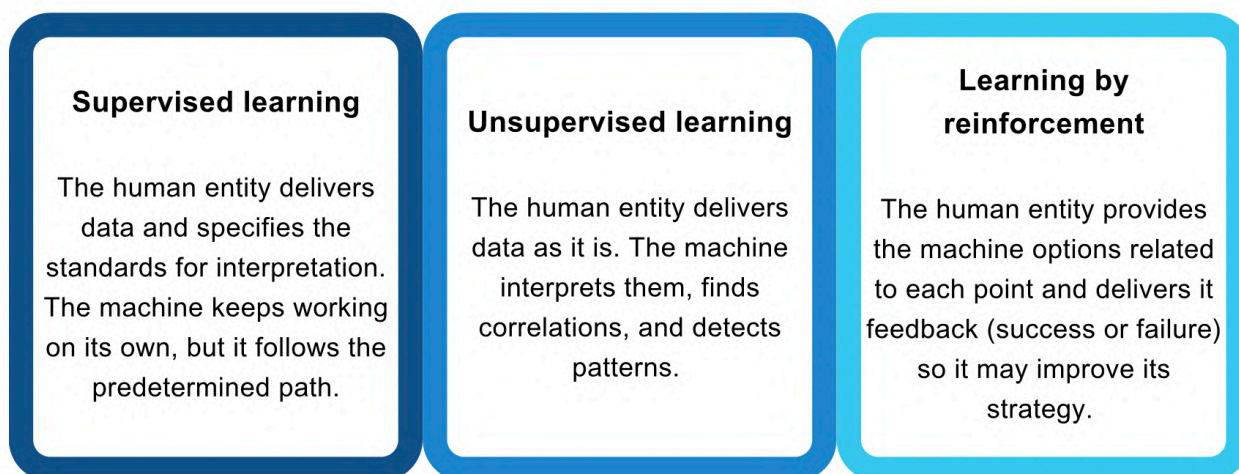 Supervised learning
The human entity delivers
data and specifies the
standards for interpretation.
The machine keeps working
on its own, but it follows the
predetermined path.
Unsupervised learning
The human entity delivers
data as it is. The machine
interprets them, finds
correlations, and detects
patterns.
Learning by
reinforcement
The human entity provides
the machine options related
to each point and delivers it
feedback (success or failure)
so it may improve its
strategy.